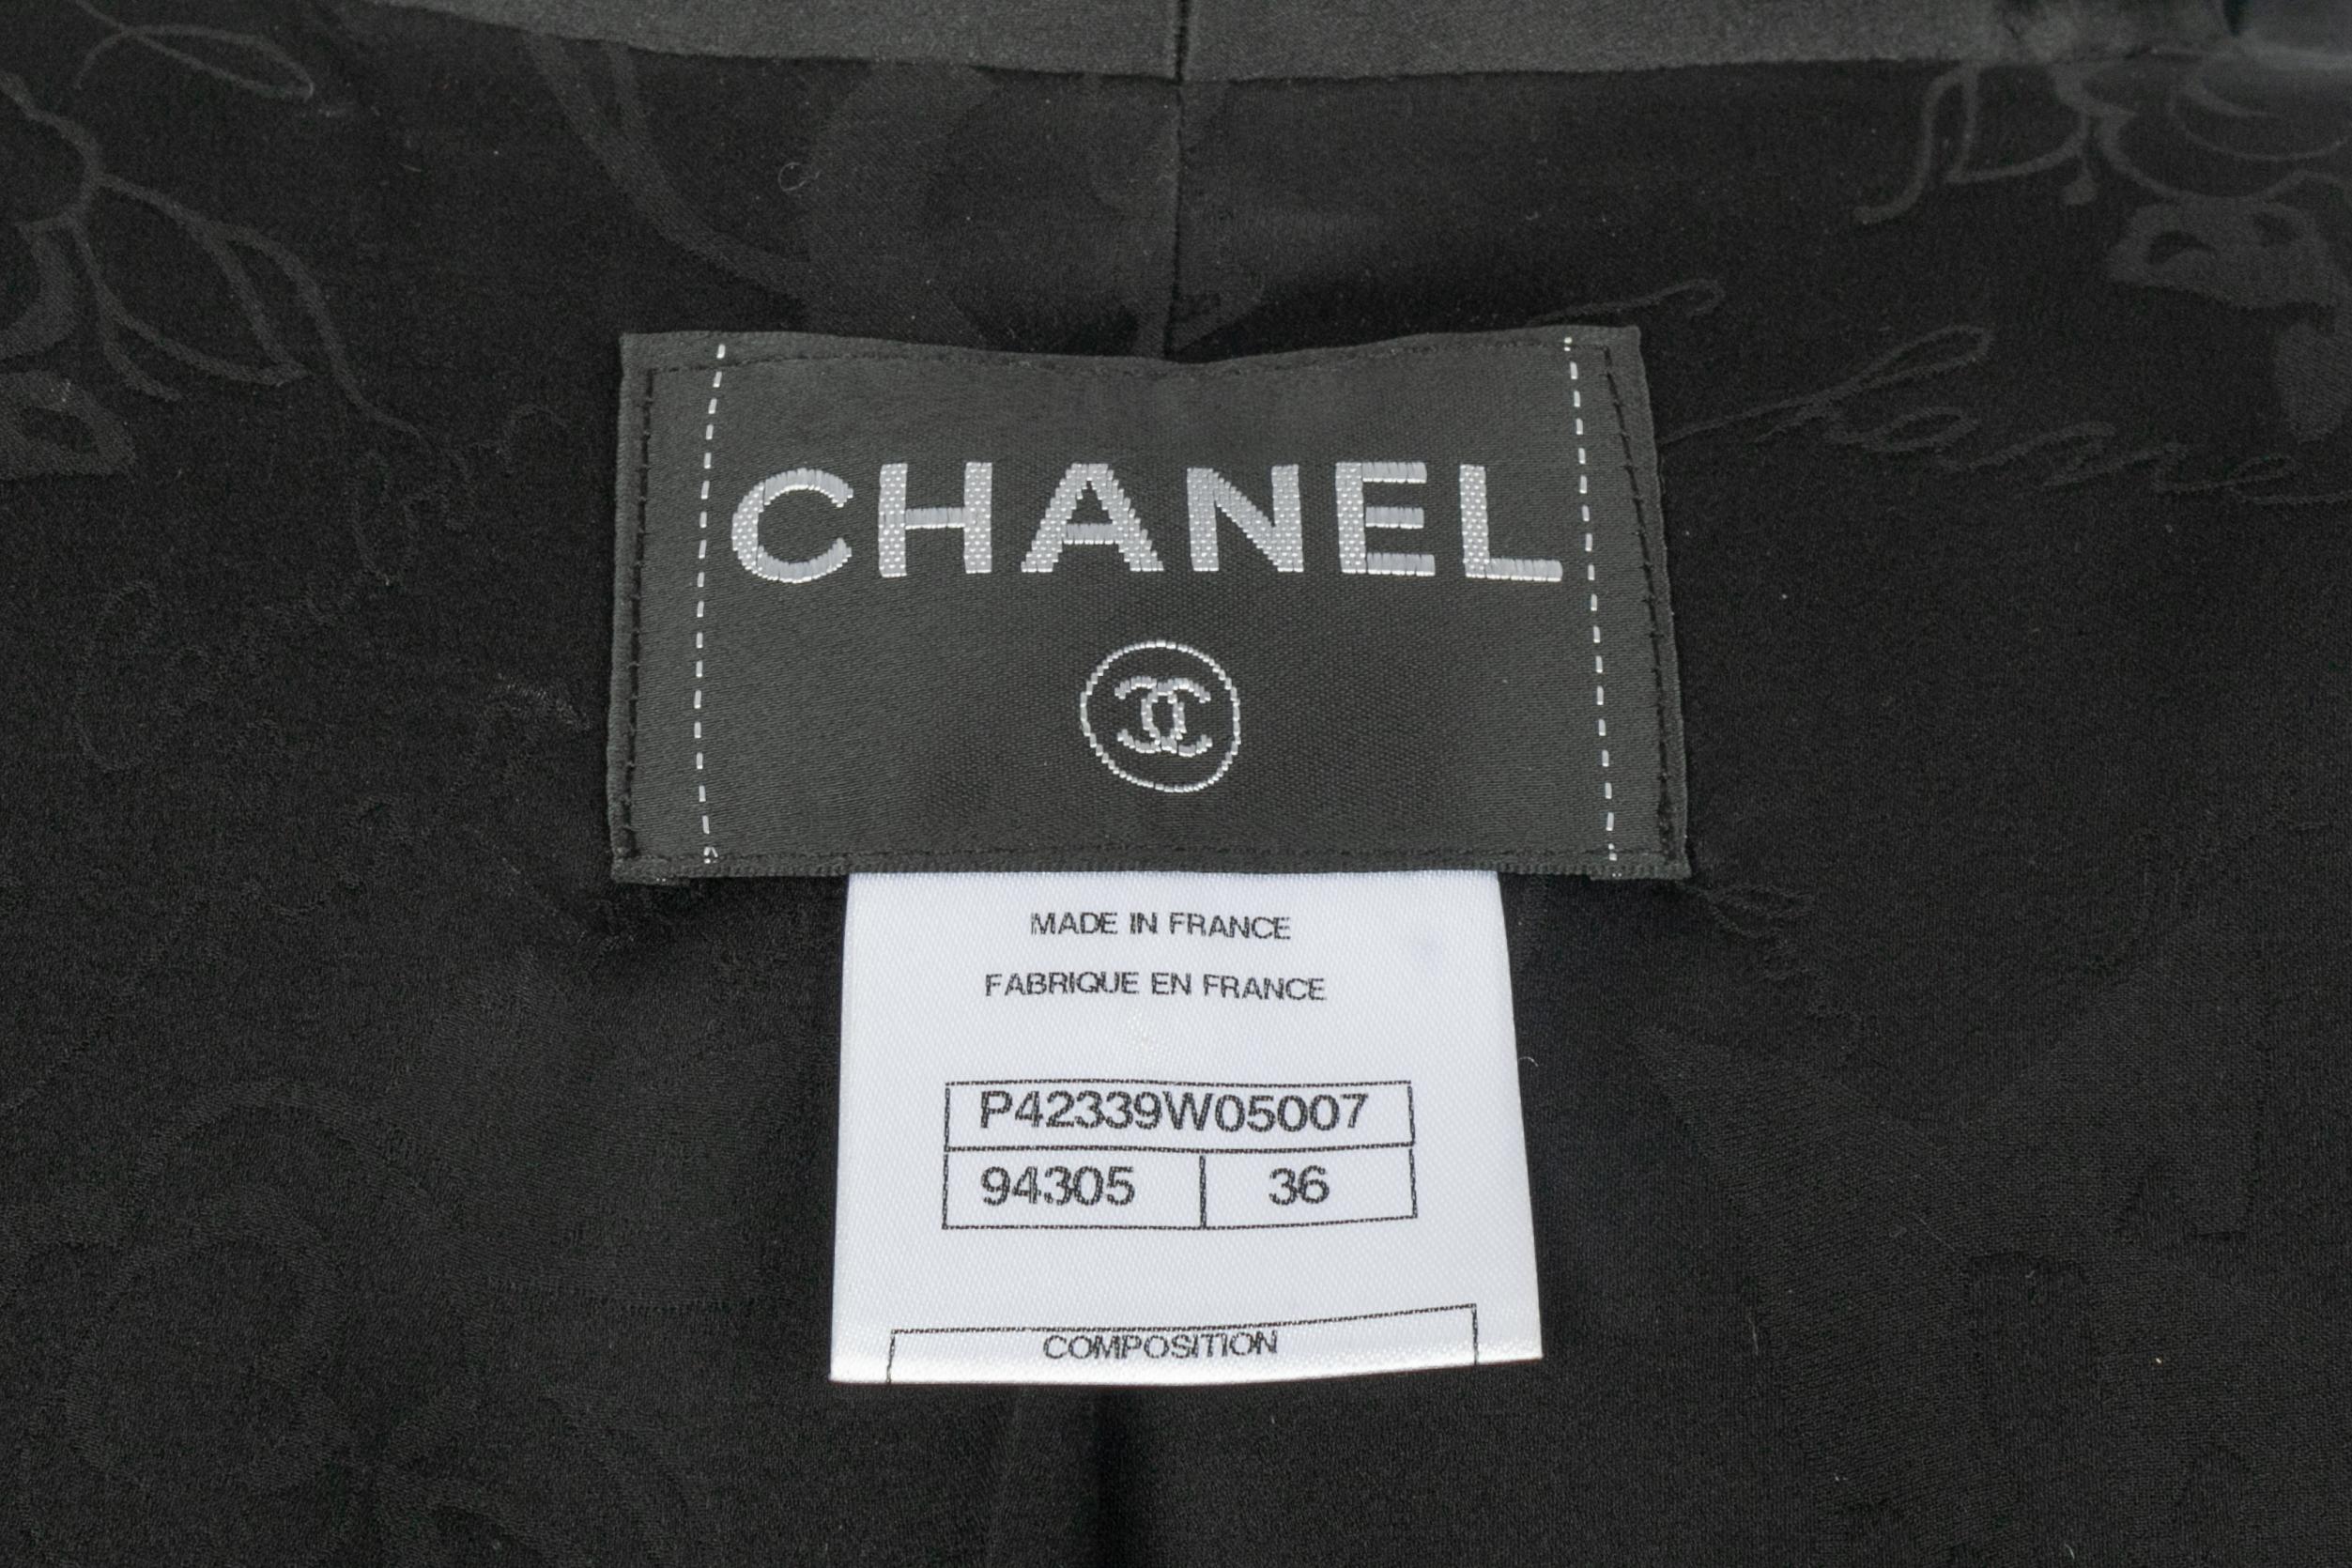 CHANEL
MADE IN FRANCE
FABRIQUE EN FRANCE
P42339W05007
94305 36
COMPOSITION